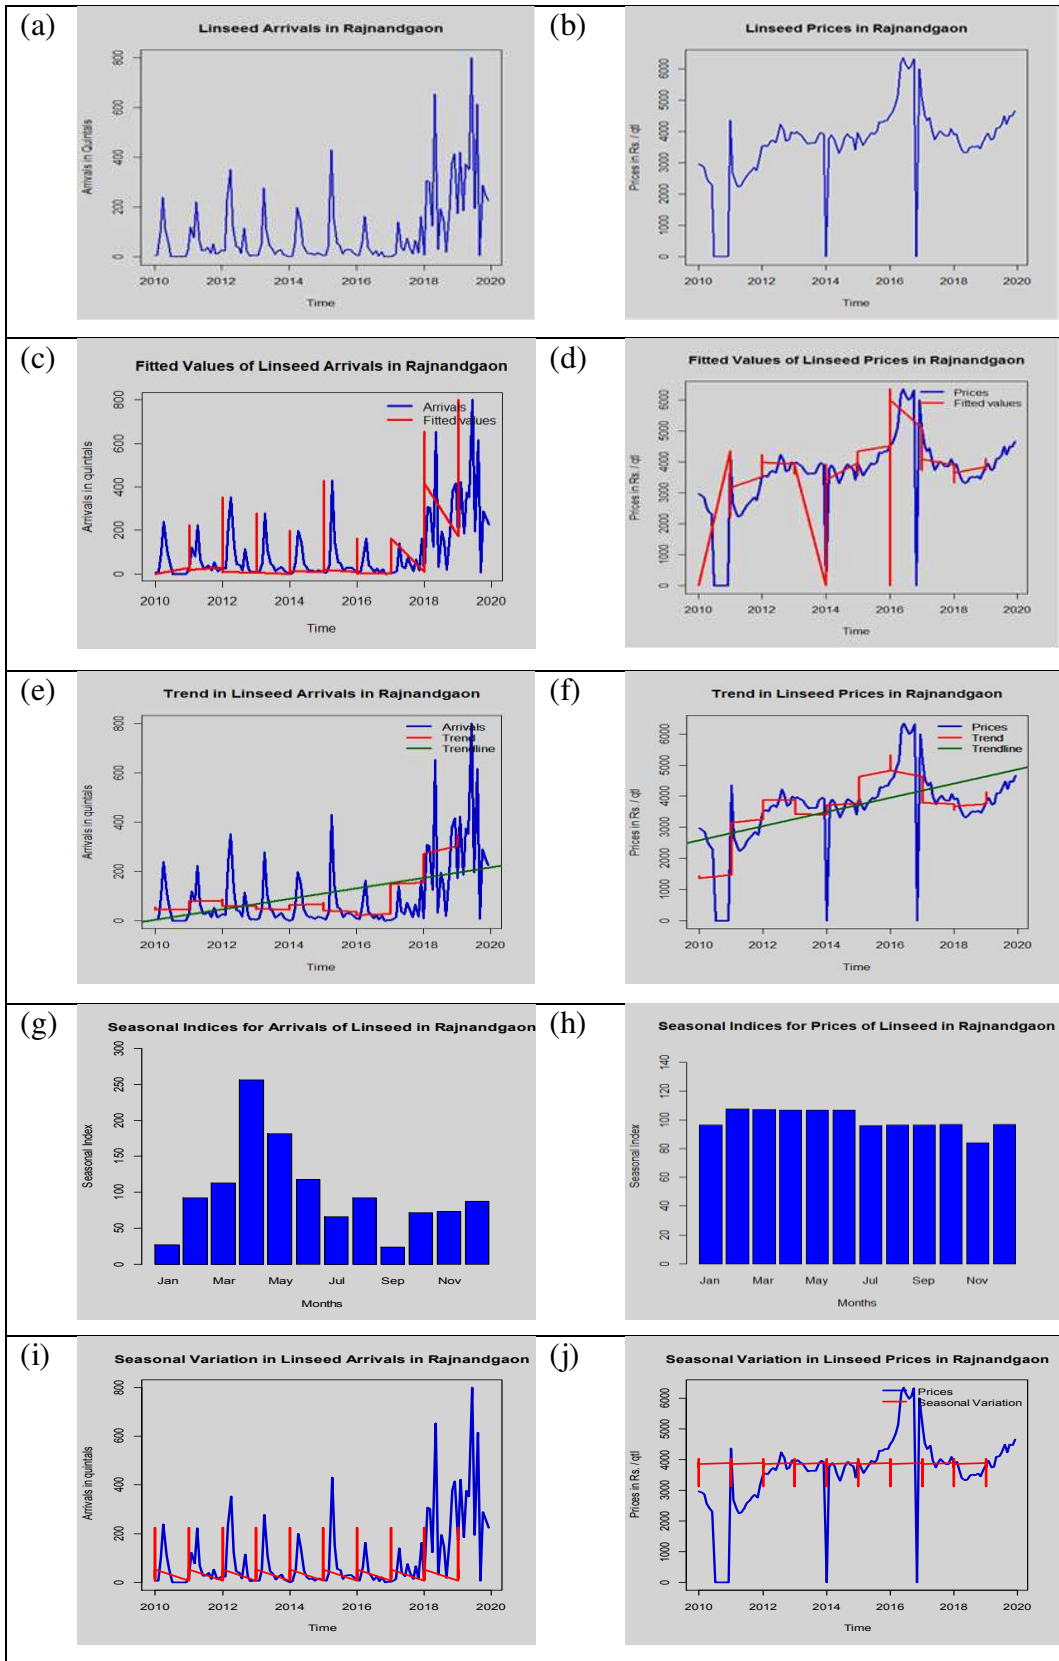 (a)
Linseed Arrivals in Rajnandgaon
Arrivals in Quintals
0 200 400 600 800
2010 2012 2014 2016 2018 2020
Time
(b)
Linseed Prices in Rajnandgaon
Prices in Rs. / qtl
0 1000 2000 3000 4000 5000 6000
2010 2012 2014 2016 2018 2020
Time
(c)
Fitted Values of Linseed Arrivals in Rajnandgaon
Arrivals
Fitted values
Arrivals in quintals
0 200 400 600 800
2010 2012 2014 2016 2018 2020
Time
(d)
Fitted Values of Linseed Prices in Rajnandgaon
Prices
Fitted values
Prices in Rs. / qtl
0 1000 2000 3000 4000 5000 6000
2010 2012 2014 2016 2018 2020
Time
(e)
Trend in Linseed Arrivals in Rajnandgaon
Arrivals
Trend
Trendline
Arrivals in quintals
0 200 400 600 800
2010 2012 2014 2016 2018 2020
Time
(f)
Trend in Linseed Prices in Rajnandgaon
Prices
Trend
Trendline
Prices in Rs. / qtl
0 1000 2000 3000 4000 5000 6000
2010 2012 2014 2016 2018 2020
Time
(g)
Seasonal Indices for Arrivals of Linseed in Rajnandgaon
Seasonal Index
0 50 100 150 200 250 300
Jan Mar May Jul Sep Nov
Months
(h)
Seasonal Indices for Prices of Linseed in Rajnandgaon
Seasonal Index
0 20 40 60 80 100 120 140
Jan Mar May Jul Sep Nov
Months
(i)
Seasonal Variation in Linseed Arrivals in Rajnandgaon
Arrivals in quintals
0 200 400 600 800
2010 2012 2014 2016 2018 2020
Time
(j)
Seasonal Variation in Linseed Prices in Rajnandgaon
Prices
Seasonal Variation
Prices in Rs. / qtl
0 1000 2000 3000 4000 5000 6000
2010 2012 2014 2016 2018 2020
Time